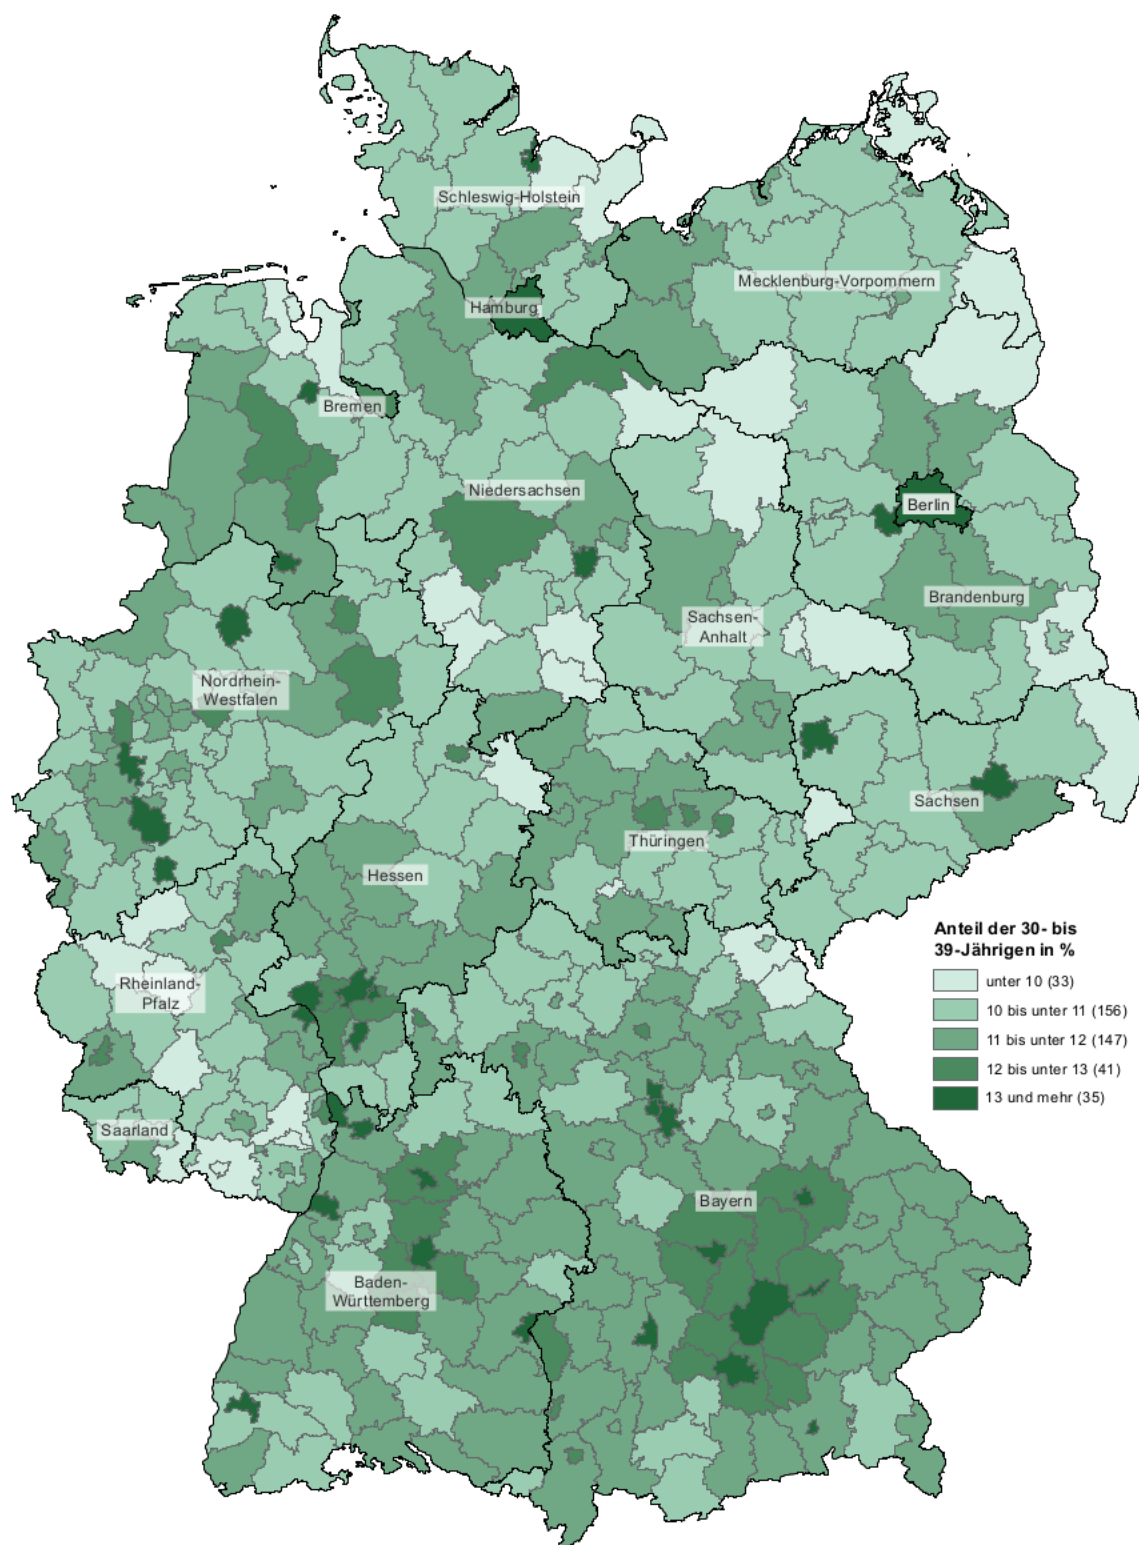 Schleswig-Holstein
Mecklenburg-Vorpommern
Hamburg
Bremen
Niedersachsen
Berlin
Brandenburg
Sachsen-
Anhalt
Nordrhein-
Westfalen
Sachsen
Thüringen
Hessen
Rheinland-
Pfalz
Saarland
Bayern
Baden-
Württemberg
Anteil der 30- bis
39-Jährigen in %
unter 10 (33)
10 bis unter 11 (156)
11 bis unter 12 (147)
12 bis unter 13 (41)
13 und mehr (35)